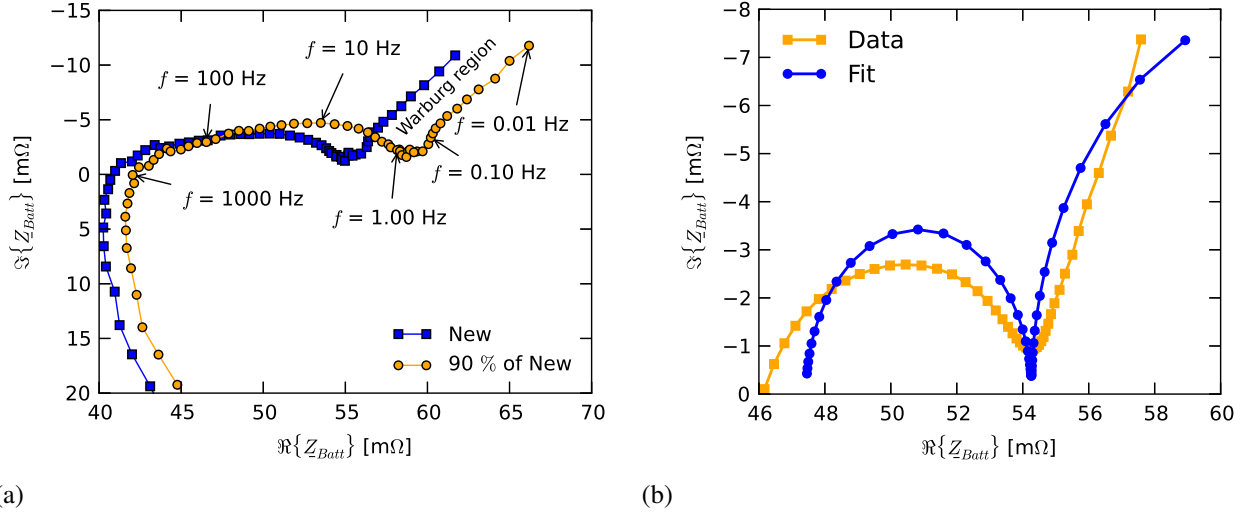 −15
−10
−5
0
5
10
15
20
40 45 50 55 60 65 70
ℑ{Z_Batt} [mΩ]
ℜ{Z_Batt} [mΩ]
f = 10 Hz
f = 100 Hz
Warburg region
f = 0.01 Hz
f = 0.10 Hz
f = 1000 Hz
f = 1.00 Hz
New
90 % of New
(a)
−8
−7
−6
−5
−4
−3
−2
−1
0
46 48 50 52 54 56 58 60
ℑ{Z_Batt} [mΩ]
ℜ{Z_Batt} [mΩ]
Data
Fit
(b)